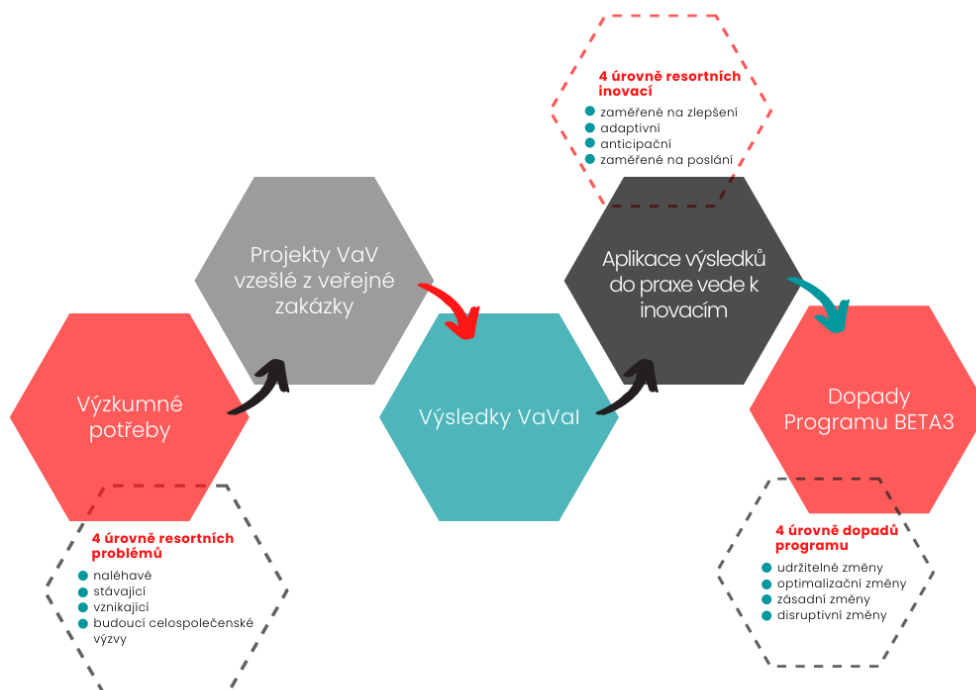 4 úrovně resortních
inovací
zaměřené na zlepšení
adaptivní
anticipační
zaměřené na poslání
Projekty VaV
vzešlé z veřejné
zakázky
Aplikace výsledků
do praxe vede k
inovacím
Výzkumné
potřeby
Výsledky VaVaI
Dopady
Programu BETA3
4 úrovně resortních
problémů
naléhavé
stávající
vznikající
budoucí celospolečenské
výzvy
4 úrovně dopadů
programu
udržitelné změny
optimalizační změny
zásadní změny
disruptivní změny